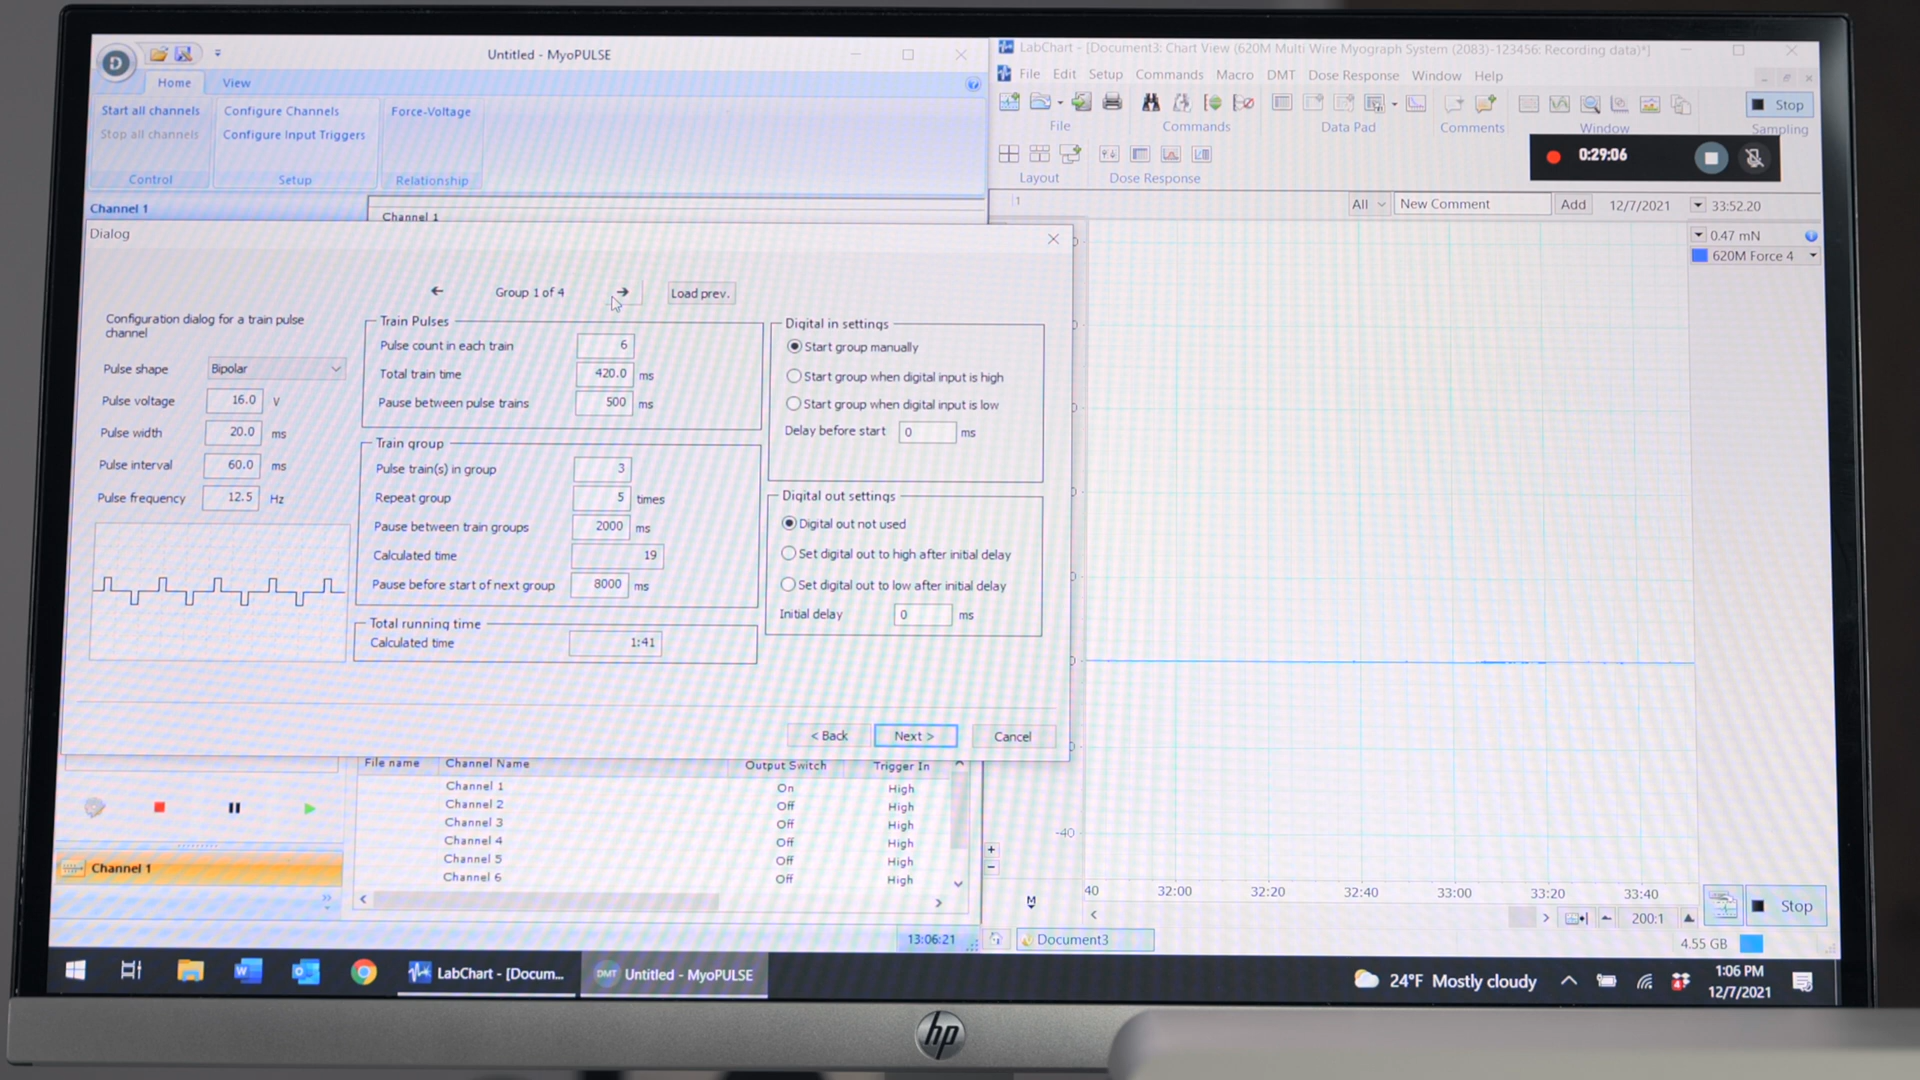 Untitled - MyoPULSE
Home
View
Start all channels
Stop all channels
Control
Configure Channels
Configure Input Triggers
Setup
Force-Voltage
Relationship
Channel 1
Channel 1
Dialog
Group 1 of 4
Load prev.
Configuration dialog for a train pulse
channel
Pulse shape
Bipolar
Pulse voltage
16.0
V
Pulse width
20.0
ms
Pulse interval
60.0
ms
Pulse frequency
12.5
Hz
Train Pulses
Pulse count in each train
6
Total train time
420.0
ms
Pause between pulse trains
500
ms
Train group
Pulse train(s) in group
3
Repeat group
5
times
Pause between train groups
2000
ms
Calculated time
19
Pause before start of next group
8000
ms
Total running time
Calculated time
1:41
Digital in settings
Start group manually
Start group when digital input is high
Start group when digital input is low
Delay before start
0
ms
Digital out settings
Digital out not used
Set digital out to high after initial delay
Set digital out to low after initial delay
Initial delay
0
ms
< Back
Next >
Cancel
File name
Channel Name
Output Switch
Trigger In
Channel 1
On
High
Channel 2
Off
High
Channel 3
Off
High
Channel 4
Off
High
Channel 5
Off
High
Channel 6
Off
High
Channel 1
13:06:21
LabChart - [Document3: Chart View (620M Multi Wire Myograph System (2083)-123456: Recording data)*]
File Edit Setup Commands Macro DMT Dose Response Window Help
File
Commands
Data Pad
Comments
Window
Stop
Sampling
Layout
Dose Response
0:29:06
1
All
New Comment
Add
12/7/2021
33:52.20
0.47 mN
620M Force 4
-40
40
32:00
32:20
32:40
33:00
33:20
33:40
M
200:1
Stop
4.55 GB
Document3
LabChart - [Docum...
DMT
Untitled - MyoPULSE
24°F Mostly cloudy
1:06 PM
12/7/2021
hp